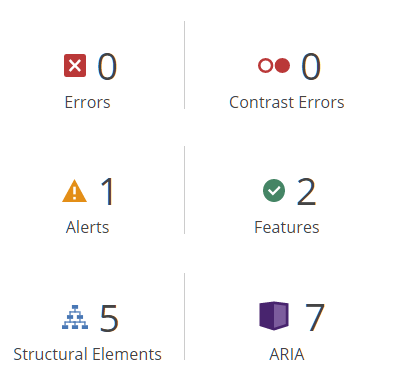 0 0
Errors Contrast Errors
1 2
Alerts Features
5 7
Structural Elements ARIA